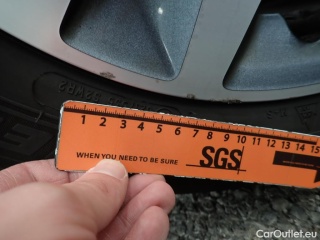 1 2 3 4 5 6 7 8 9 10 11 12 13 14 15
WHEN YOU NEED TO BE SURE SGS
CarOutlet.eu